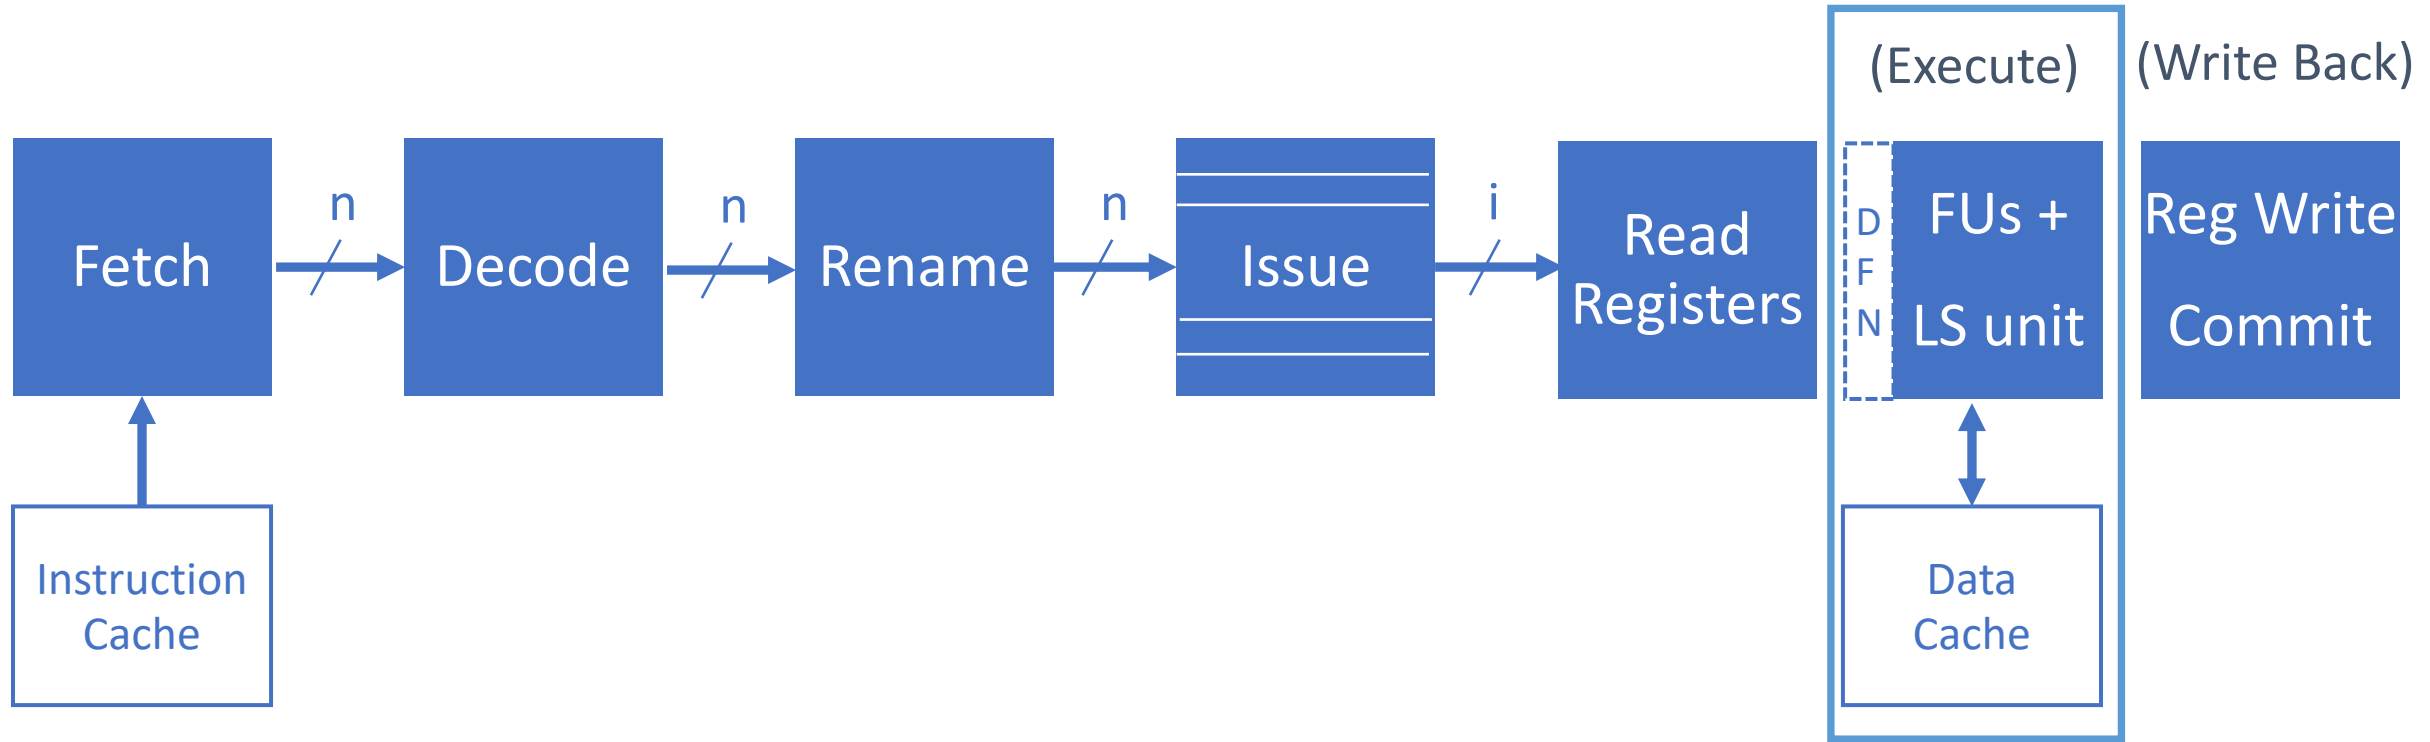 (Execute)
(Write Back)
Fetch
n
Decode
n
Rename
n
Issue
i
Read
Registers
D
F
N
FUs +
LS unit
Reg Write
Commit
Instruction
Cache
Data
Cache